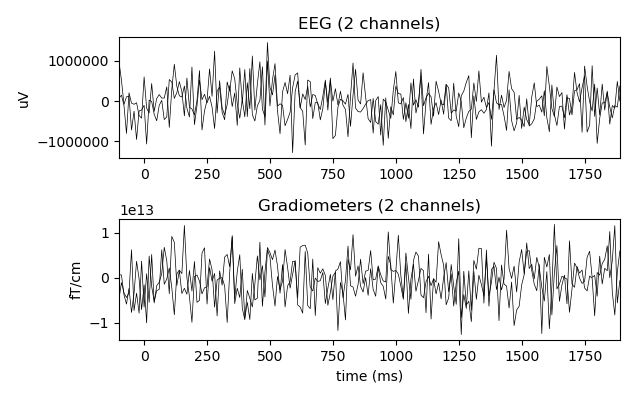 EEG (2 channels)
1000000
0
−1000000
uV
0 250 500 750 1000 1250 1500 1750
1e13
Gradiometers (2 channels)
1
0
−1
fT/cm
0 250 500 750 1000 1250 1500 1750
time (ms)